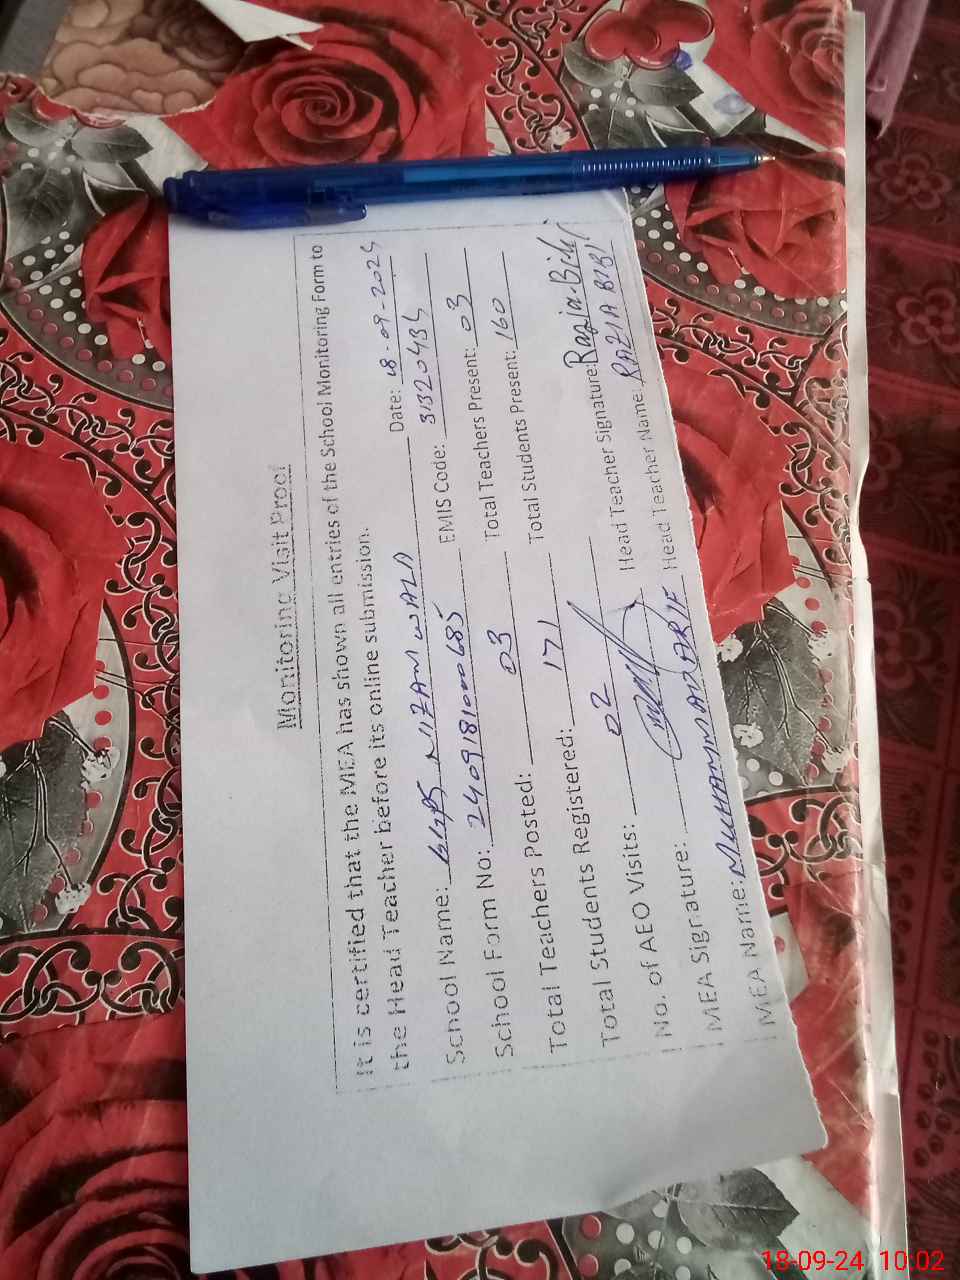 Monitoring Visit Proof
It is certified that the MEA has shown all entries of the School Monitoring Form to
the Head Teacher before its online submission.
School Name: GGPS NIZAMI WALA Date: 18-09-2024
School Form No: 24091810000685 EMIS Code: 31320434
Total Teachers Posted: 03 Total Teachers Present: 03
Total Students Registered: 171 Total Students Present: 160
No. of AEO Visits: 02
MEA Signature: Head Teacher Signature: Razia Bibi
MEA Name: MUHAMMAD ARIF Head Teacher Name: RAZIA BIBI
18-09-24 10:02